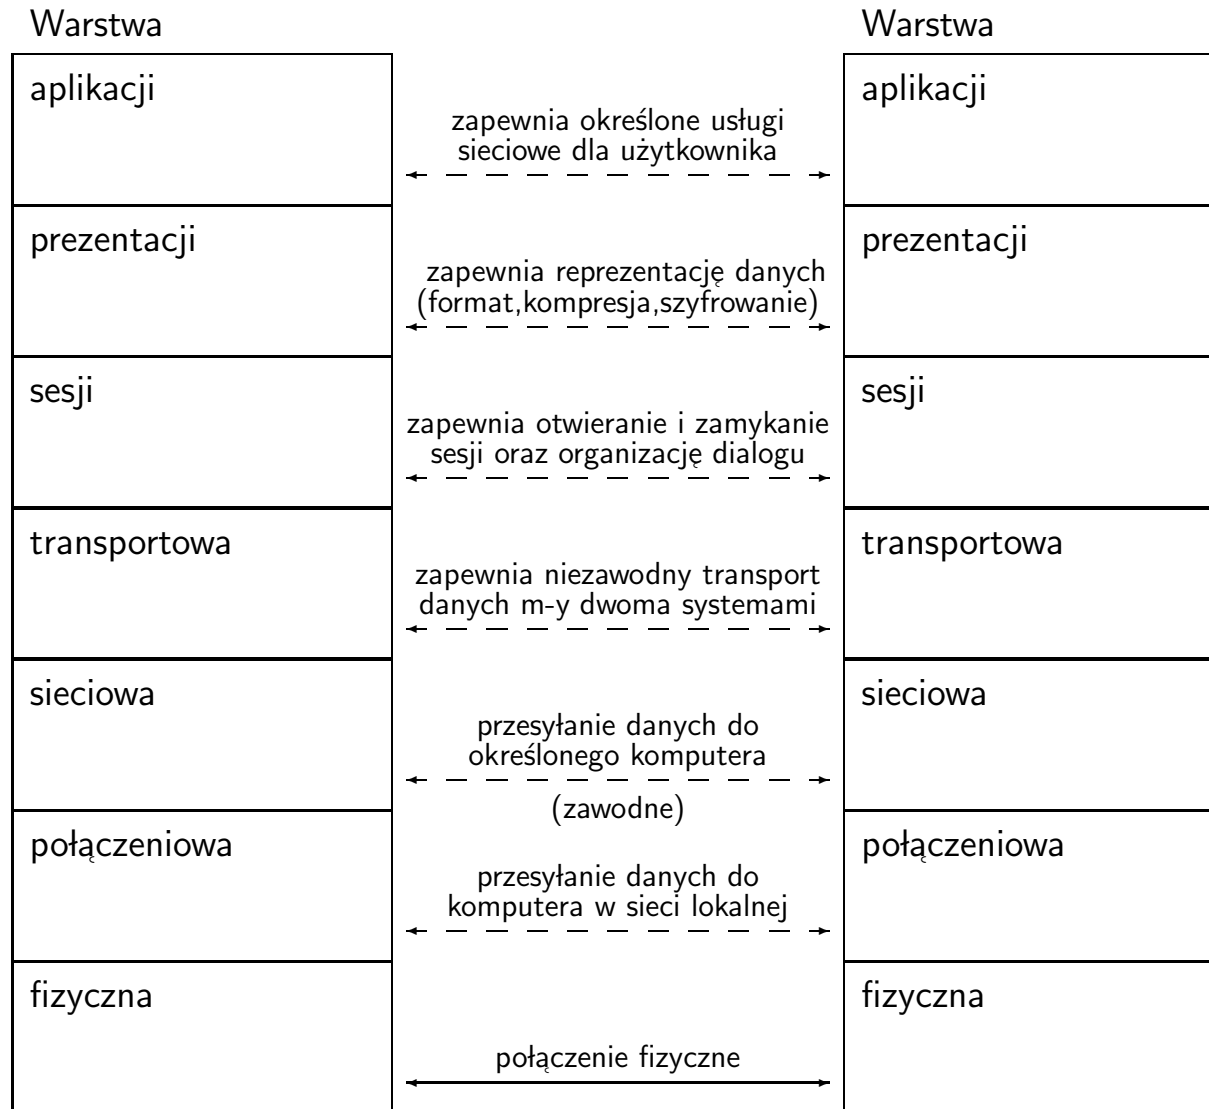 Warstwa
Warstwa
aplikacji
zapewnia określone usługi
sieciowe dla użytkownika
aplikacji
prezentacji
zapewnia reprezentację danych
(format,kompresja,szyfrowanie)
prezentacji
sesji
zapewnia otwieranie i zamykanie
sesji oraz organizację dialogu
sesji
transportowa
zapewnia niezawodny transport
danych m-y dwoma systemami
transportowa
sieciowa
przesyłanie danych do
określonego komputera
(zawodne)
sieciowa
połączeniowa
przesyłanie danych do
komputera w sieci lokalnej
połączeniowa
fizyczna
połączenie fizyczne
fizyczna